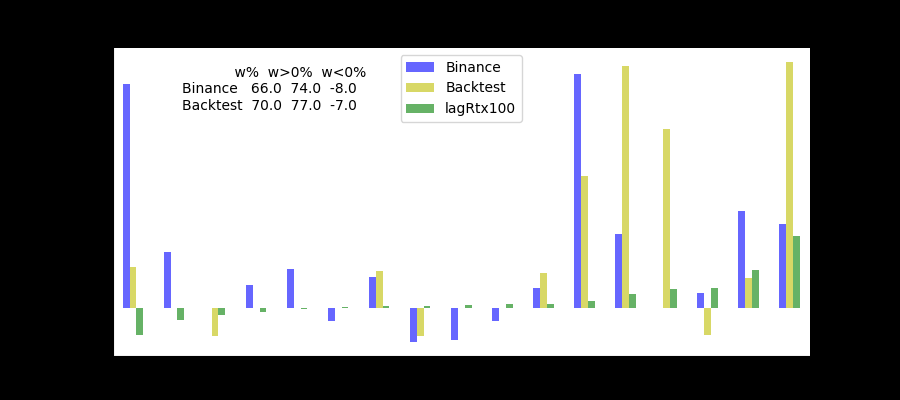 w% w>0% w<0%
Binance 66.0 74.0 -8.0
Backtest 70.0 77.0 -7.0
Binance
Backtest
lagRtx100